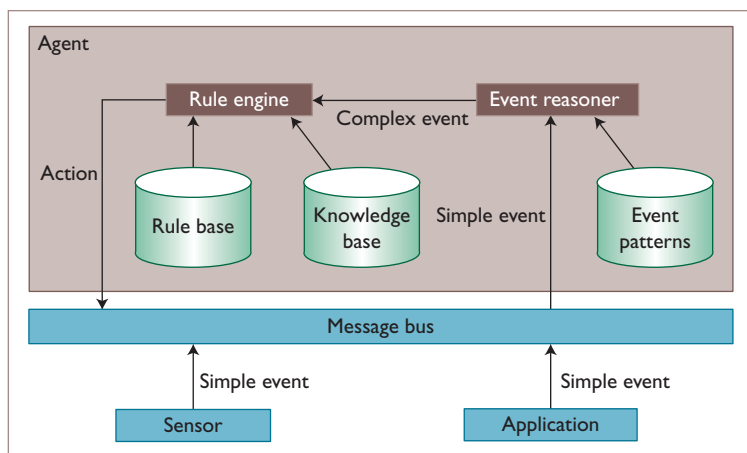 Agent
Rule engine
Event reasoner
Complex event
Action
Rule base
Knowledge
base
Simple event
Event
patterns
Message bus
Simple event
Simple event
Sensor
Application